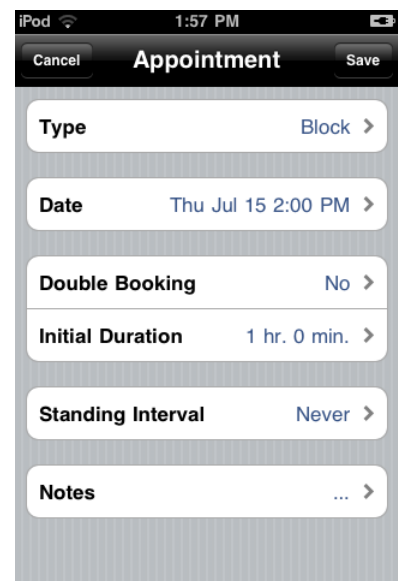 iPod 1:57 PM
Cancel Appointment Save
Type Block
Date Thu Jul 15 2:00 PM
Double Booking No
Initial Duration 1 hr. 0 min.
Standing Interval Never
Notes ...